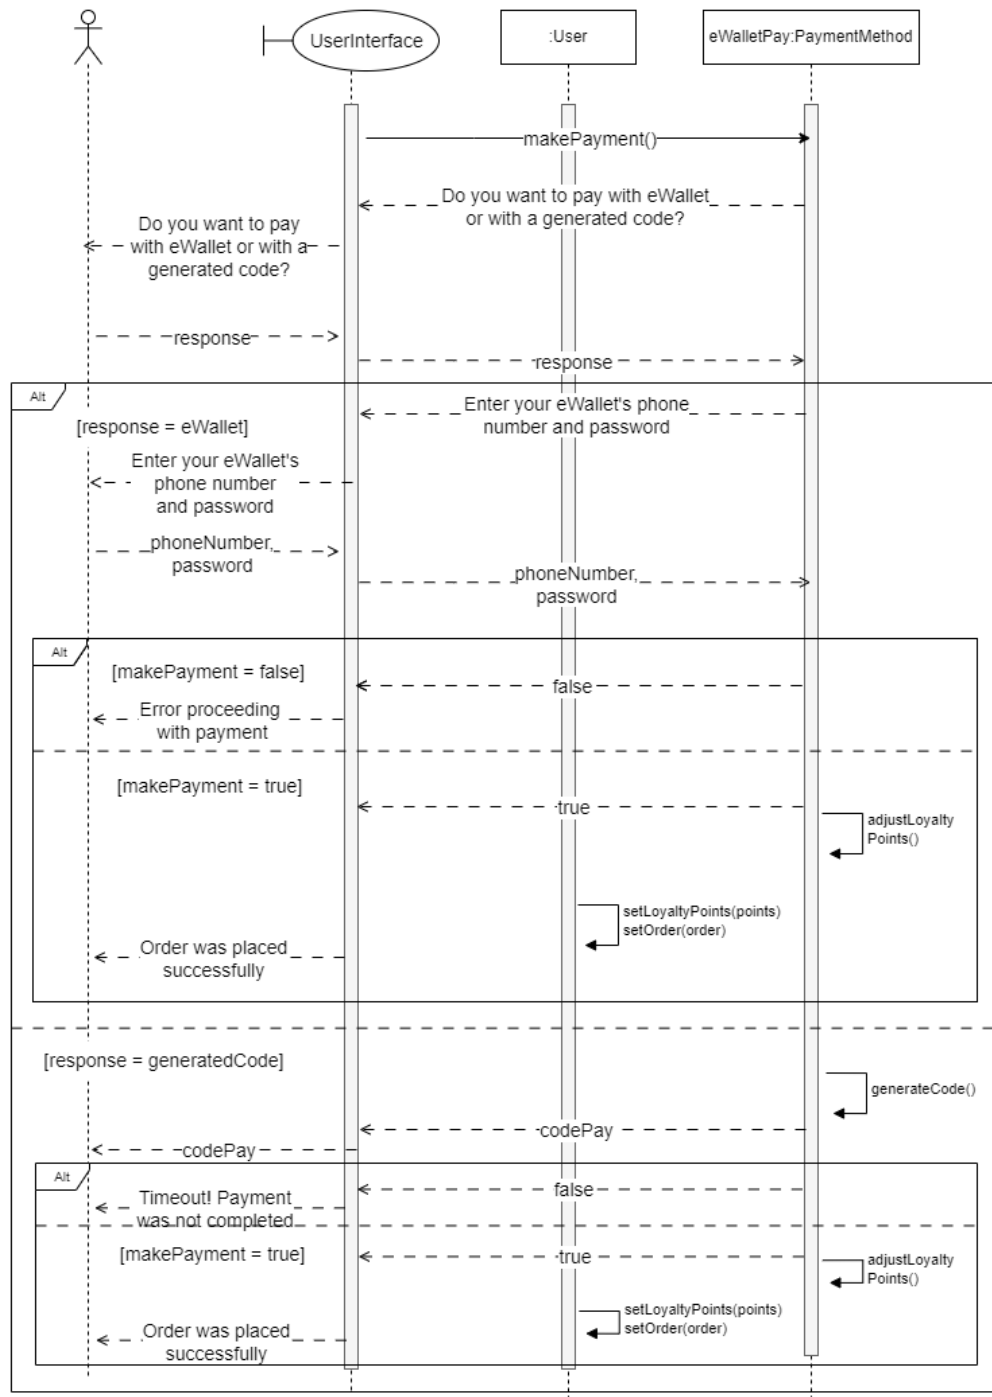 UserInterface
:User
eWalletPay:PaymentMethod
makePayment()
Do you want to pay with eWallet
or with a generated code?
Do you want to pay
with eWallet or with a
generated code?
response
response
Alt
Enter your eWallet's phone
number and password
[response = eWallet]
Enter your eWallet's
phone number
and password
phoneNumber,
password
phoneNumber,
password
Alt
[makePayment = false]
false
Error proceeding
with payment
[makePayment = true]
true
adjustLoyalty
Points()
setLoyaltyPoints(points)
setOrder(order)
Order was placed
successfully
[response = generatedCode]
generateCode()
codePay
codePay
Alt
false
Timeout! Payment
was not completed
[makePayment = true]
true
adjustLoyalty
Points()
setLoyaltyPoints(points)
setOrder(order)
Order was placed
successfully